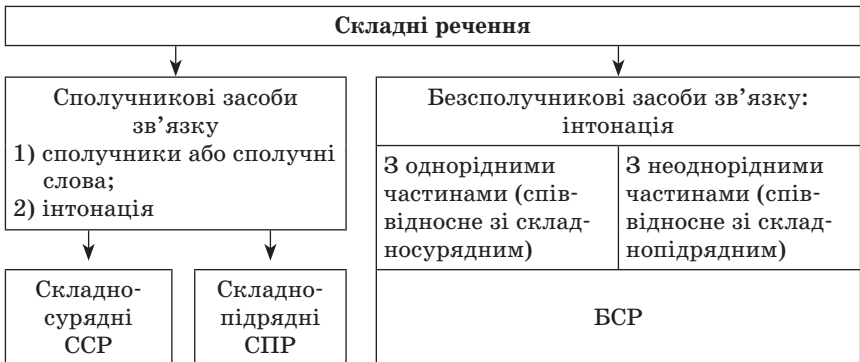 Складні речення
Сполучникові засоби
зв’язку
1) сполучники або сполучні
слова;
2) інтонація
Безсполучникові засоби зв’язку:
інтонація
З однорідними
частинами (спів-
відносне зі склад-
носурядним)
З неоднорідними
частинами (спів-
відносне зі склад-
нопідрядним)
Складно-
сурядні
ССР
Складно-
підрядні
СПР
БСР